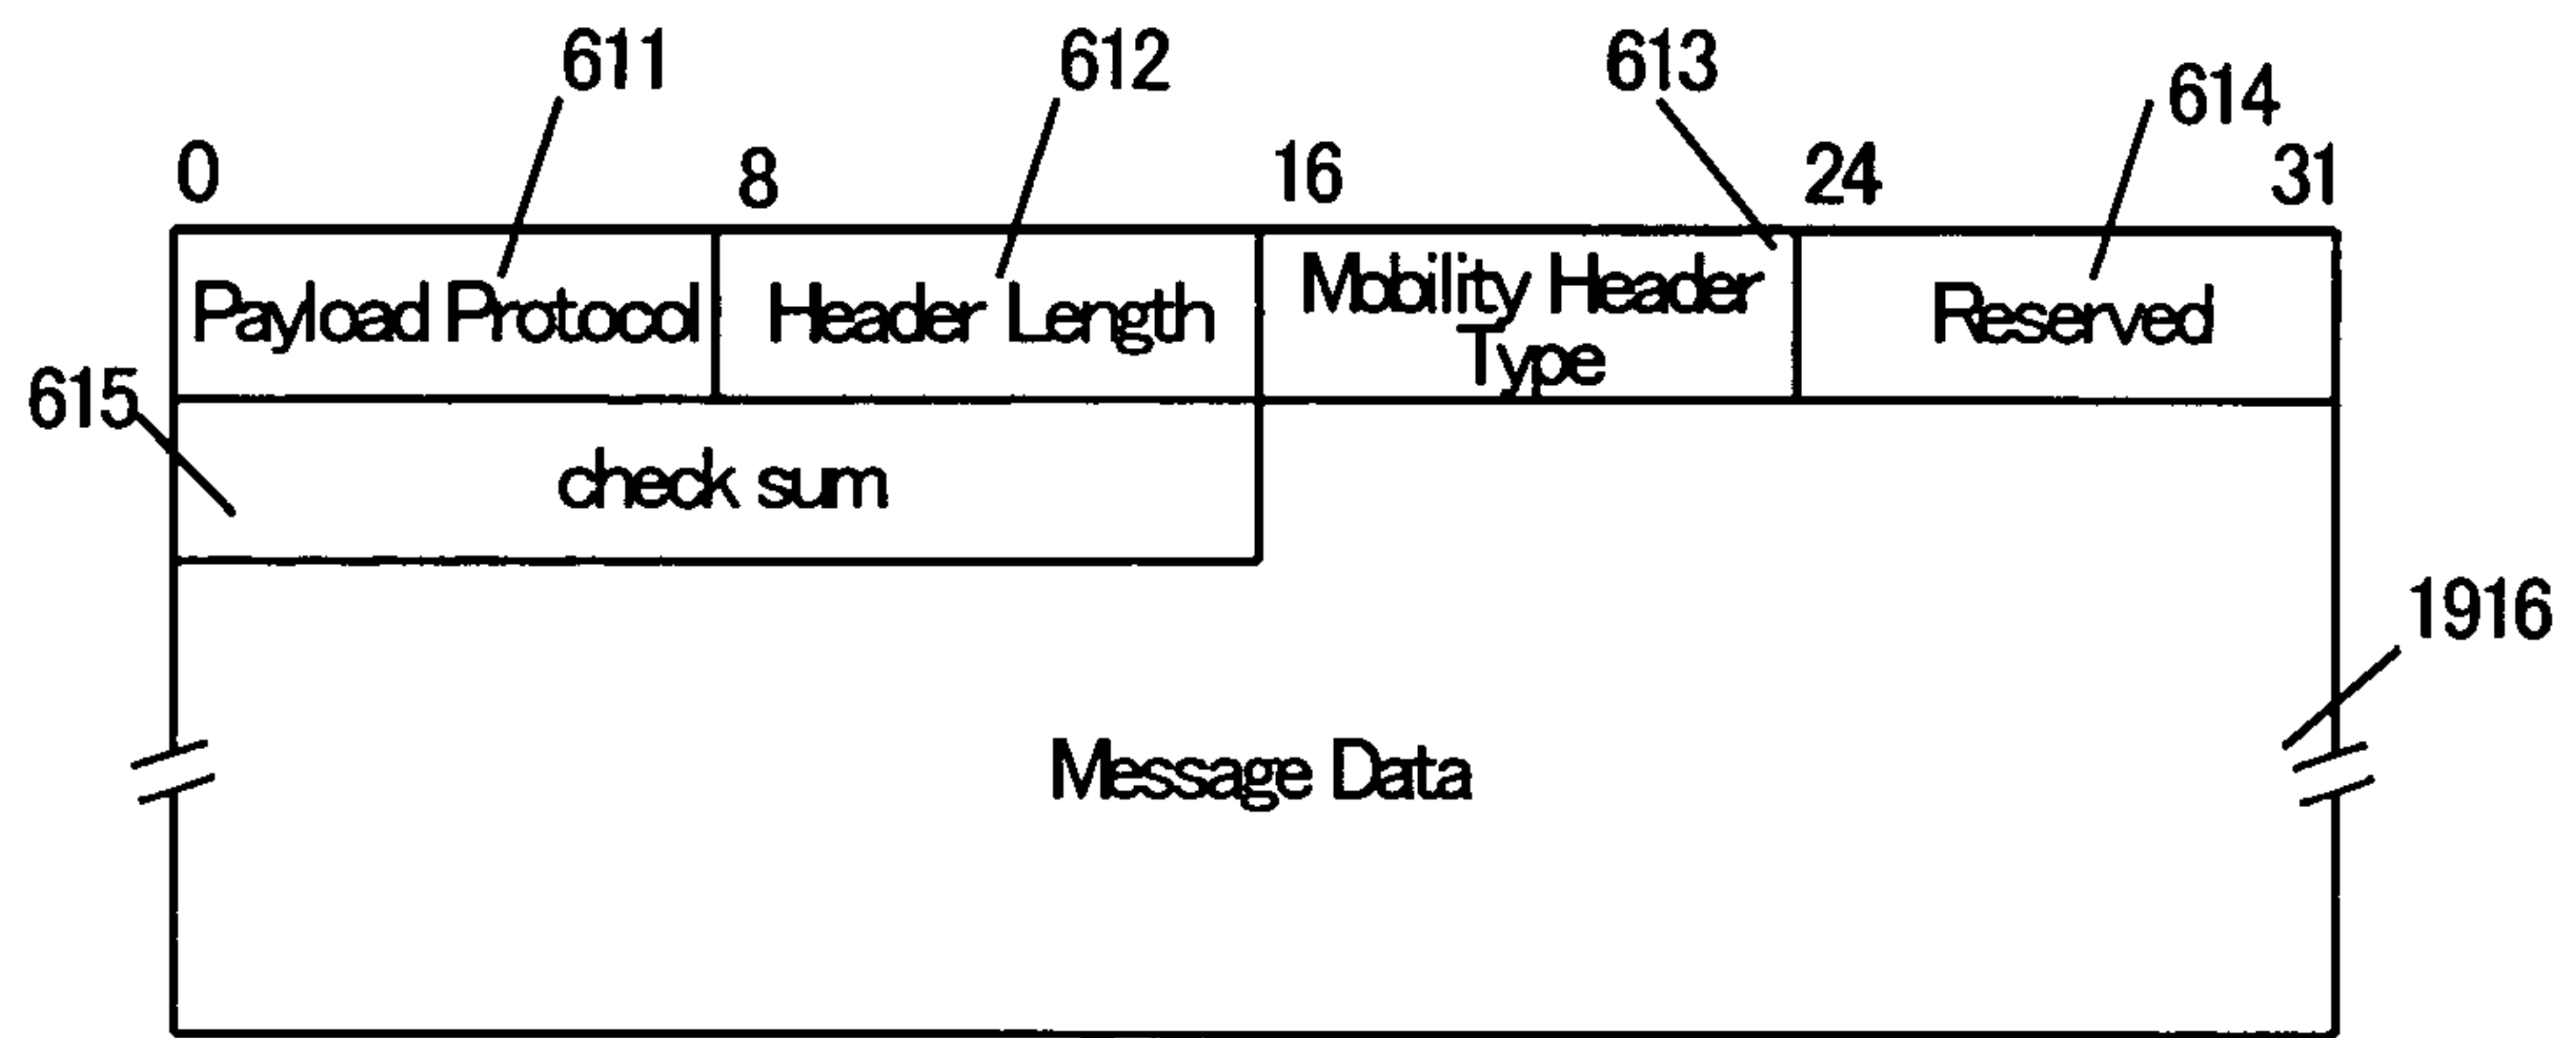 611 612 613 614
0 8 16 24 31
Payload Protocol Header Length Mobility Header Type Reserved
615
check sum
1916
Message Data